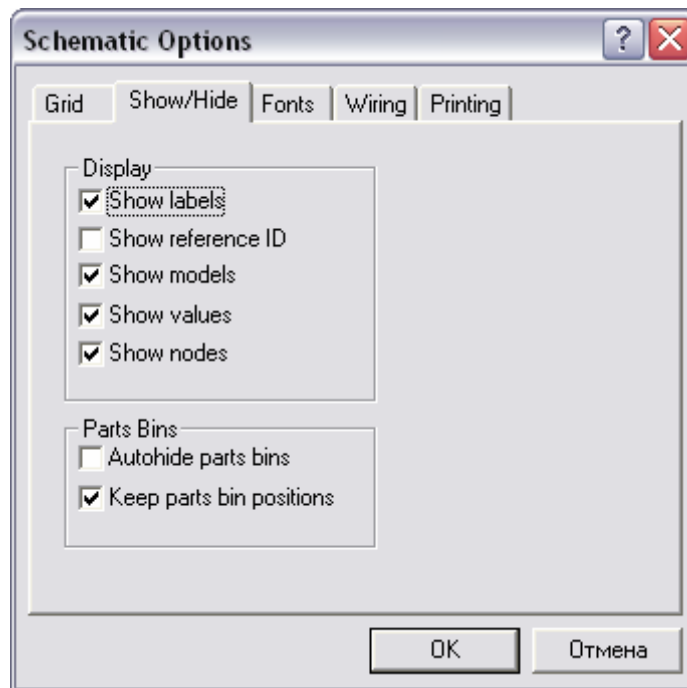 Schematic Options
Grid Show/Hide Fonts Wiring Printing
Display
Show labels
Show reference ID
Show models
Show values
Show nodes
Parts Bins
Autohide parts bins
Keep parts bin positions
OK Отмена